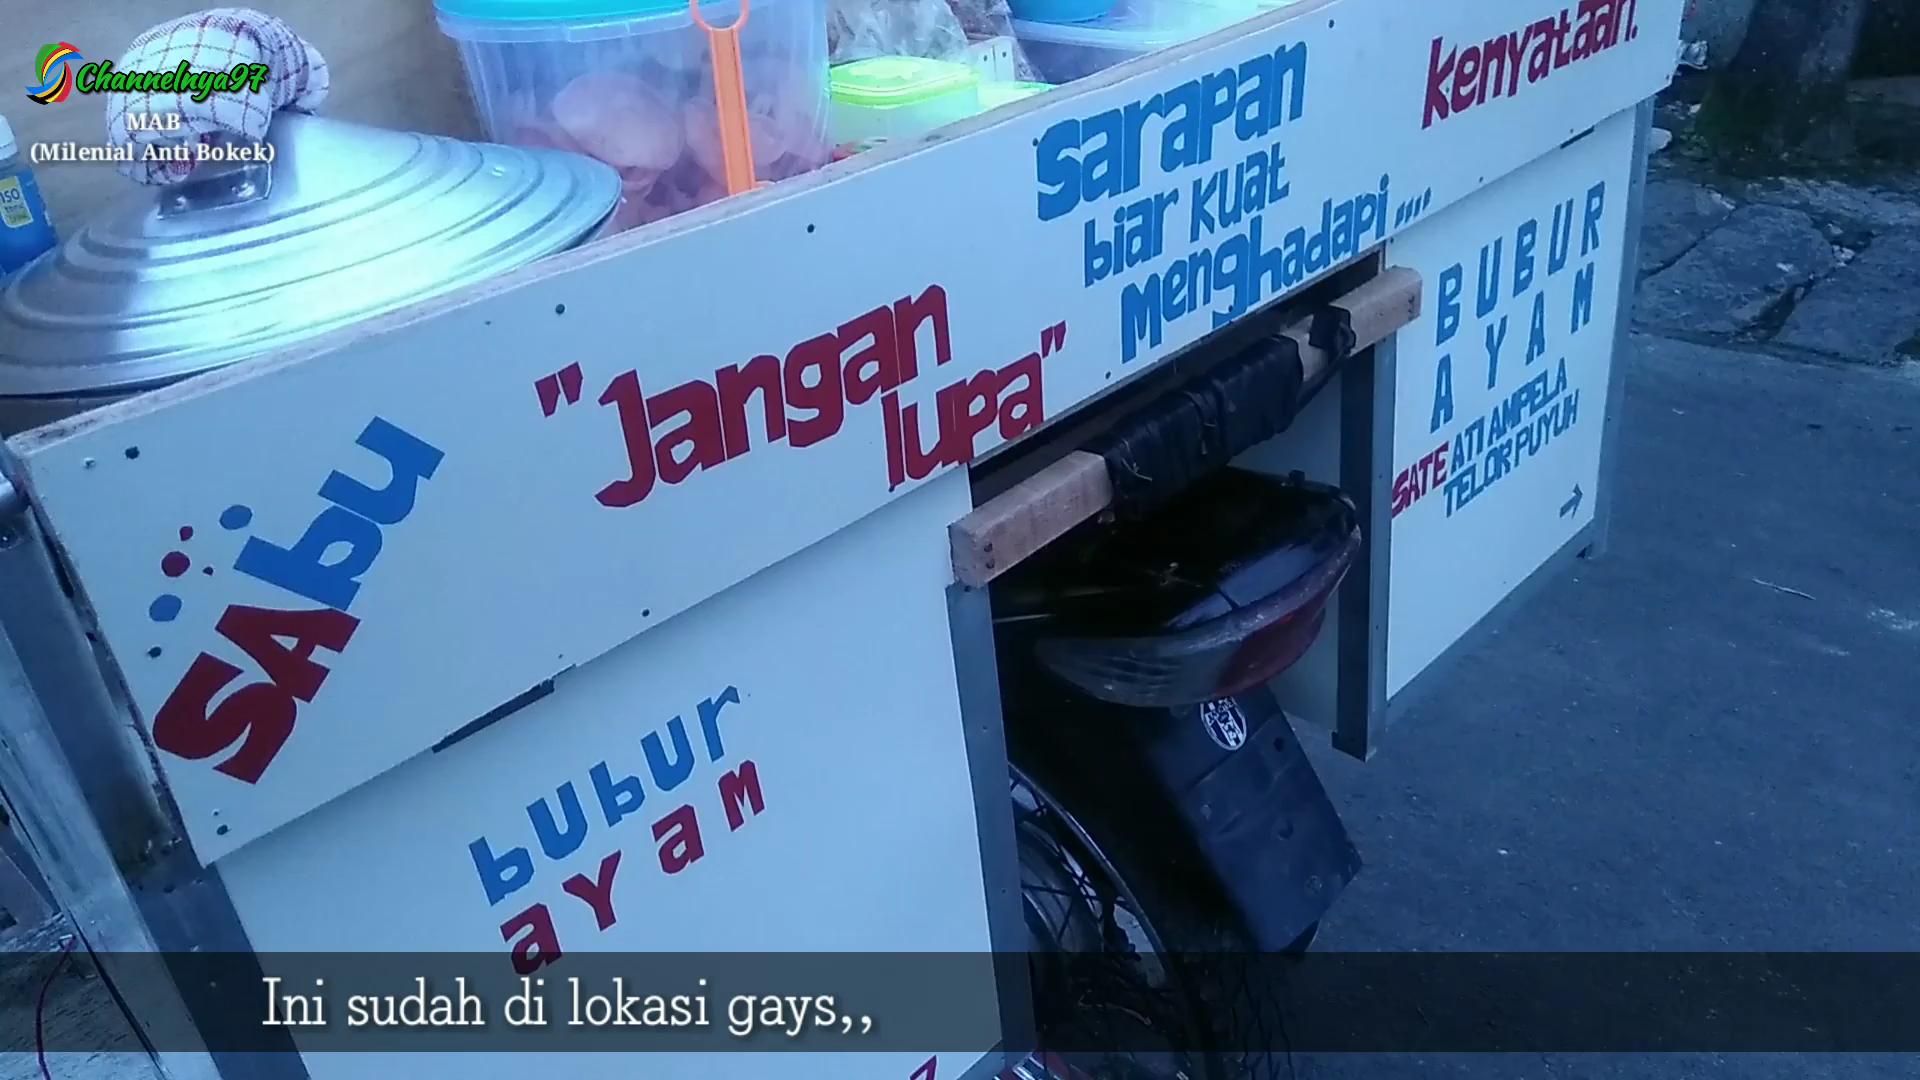 Channelnya97
MAB
(Milenial Anti Bokek)
SAbu
"Jangan
lupa"
sarapan
biar kuat
menghadapi....
kenyataan.
BUBUR
AYAM
SATE ATI AMPELA
TELOR PUYUH
bubur
ayam
Ini sudah di lokasi gays,,